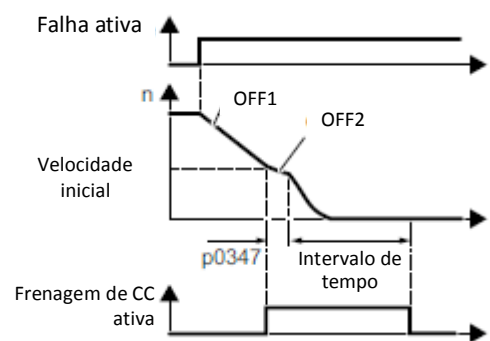 Falha ativa
n
OFF1
OFF2
Velocidade
inicial
p0347
Intervalo de
tempo
Frenagem de CC
ativa